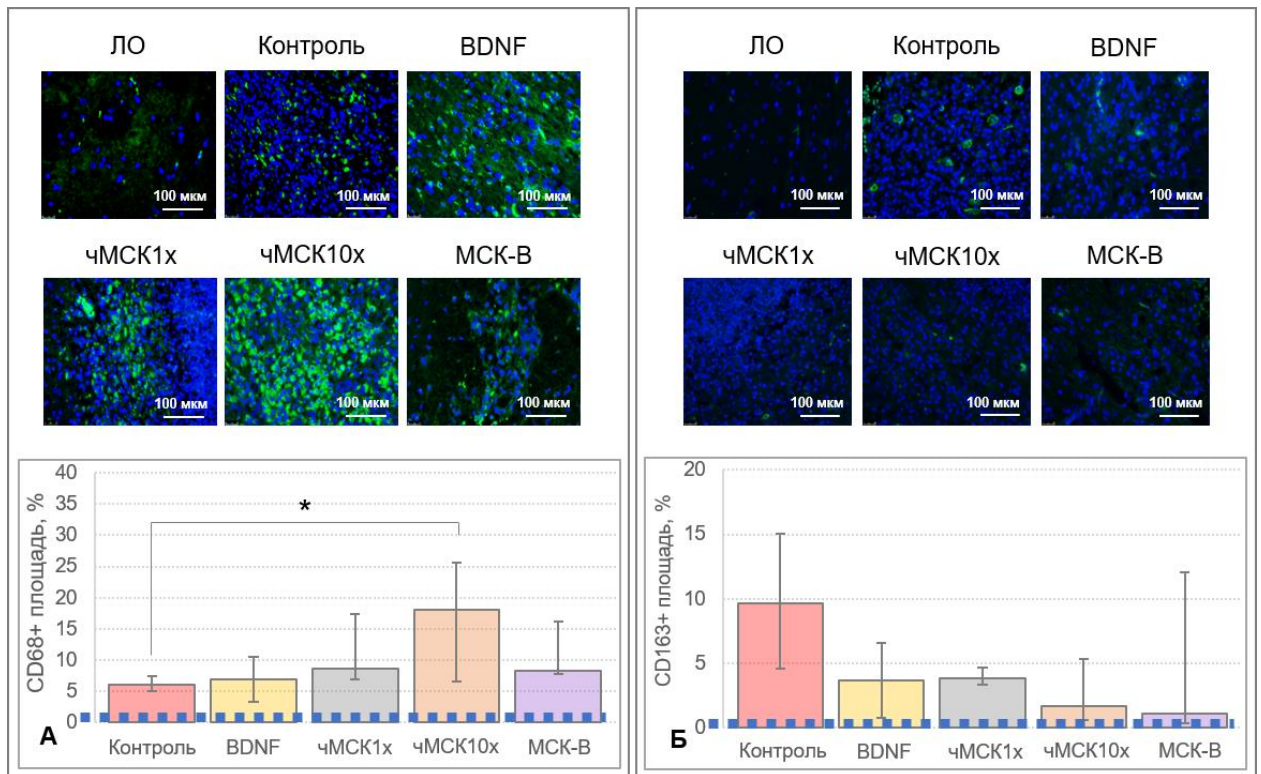 ЛО Контроль BDNF
100 мкм 100 мкм 100 мкм
чМСК1х чМСК10х МСК-В
100 мкм 100 мкм 100 мкм
CD68+ площадь, %
40
35
30
25
20
15
10
5
0
*
А
Контроль BDNF чМСК1х чМСК10х МСК-В
ЛО Контроль BDNF
100 мкм 100 мкм 100 мкм
чМСК1х чМСК10х МСК-В
100 мкм 100 мкм 100 мкм
CD163+ площадь, %
20
15
10
5
0
Б
Контроль BDNF чМСК1х чМСК10х МСК-В